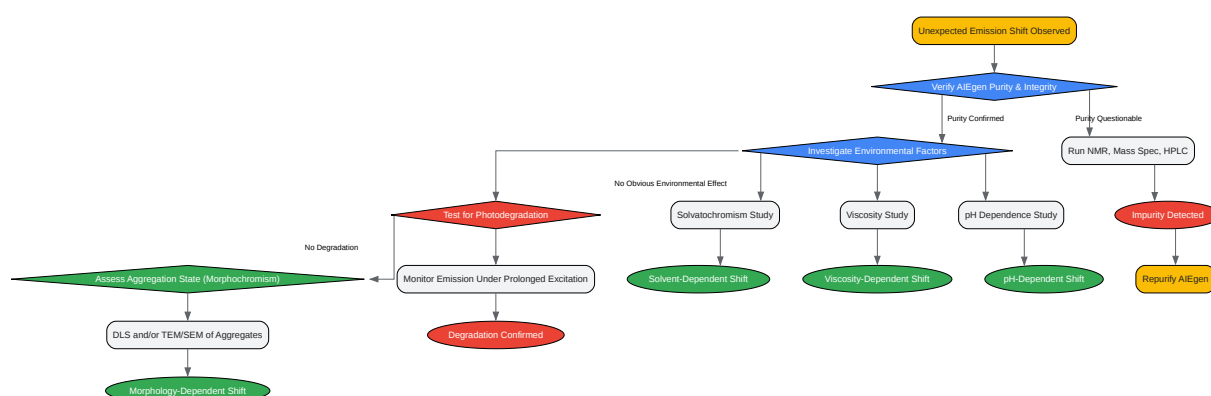 Unexpected Emission Shift Observed
Verify AIEgen Purity & Integrity
Purity Confirmed
Purity Questionable
Investigate Environmental Factors
Run NMR, Mass Spec, HPLC
No Obvious Environmental Effect
Test for Photodegradation
Solvatochromism Study
Viscosity Study
pH Dependence Study
Impurity Detected
No Degradation
Assess Aggregation State (Morphochromism)
Monitor Emission Under Prolonged Excitation
Solvent-Dependent Shift
Viscosity-Dependent Shift
pH-Dependent Shift
Repurify AIEgen
DLS and/or TEM/SEM of Aggregates
Degradation Confirmed
Morphology-Dependent Shift